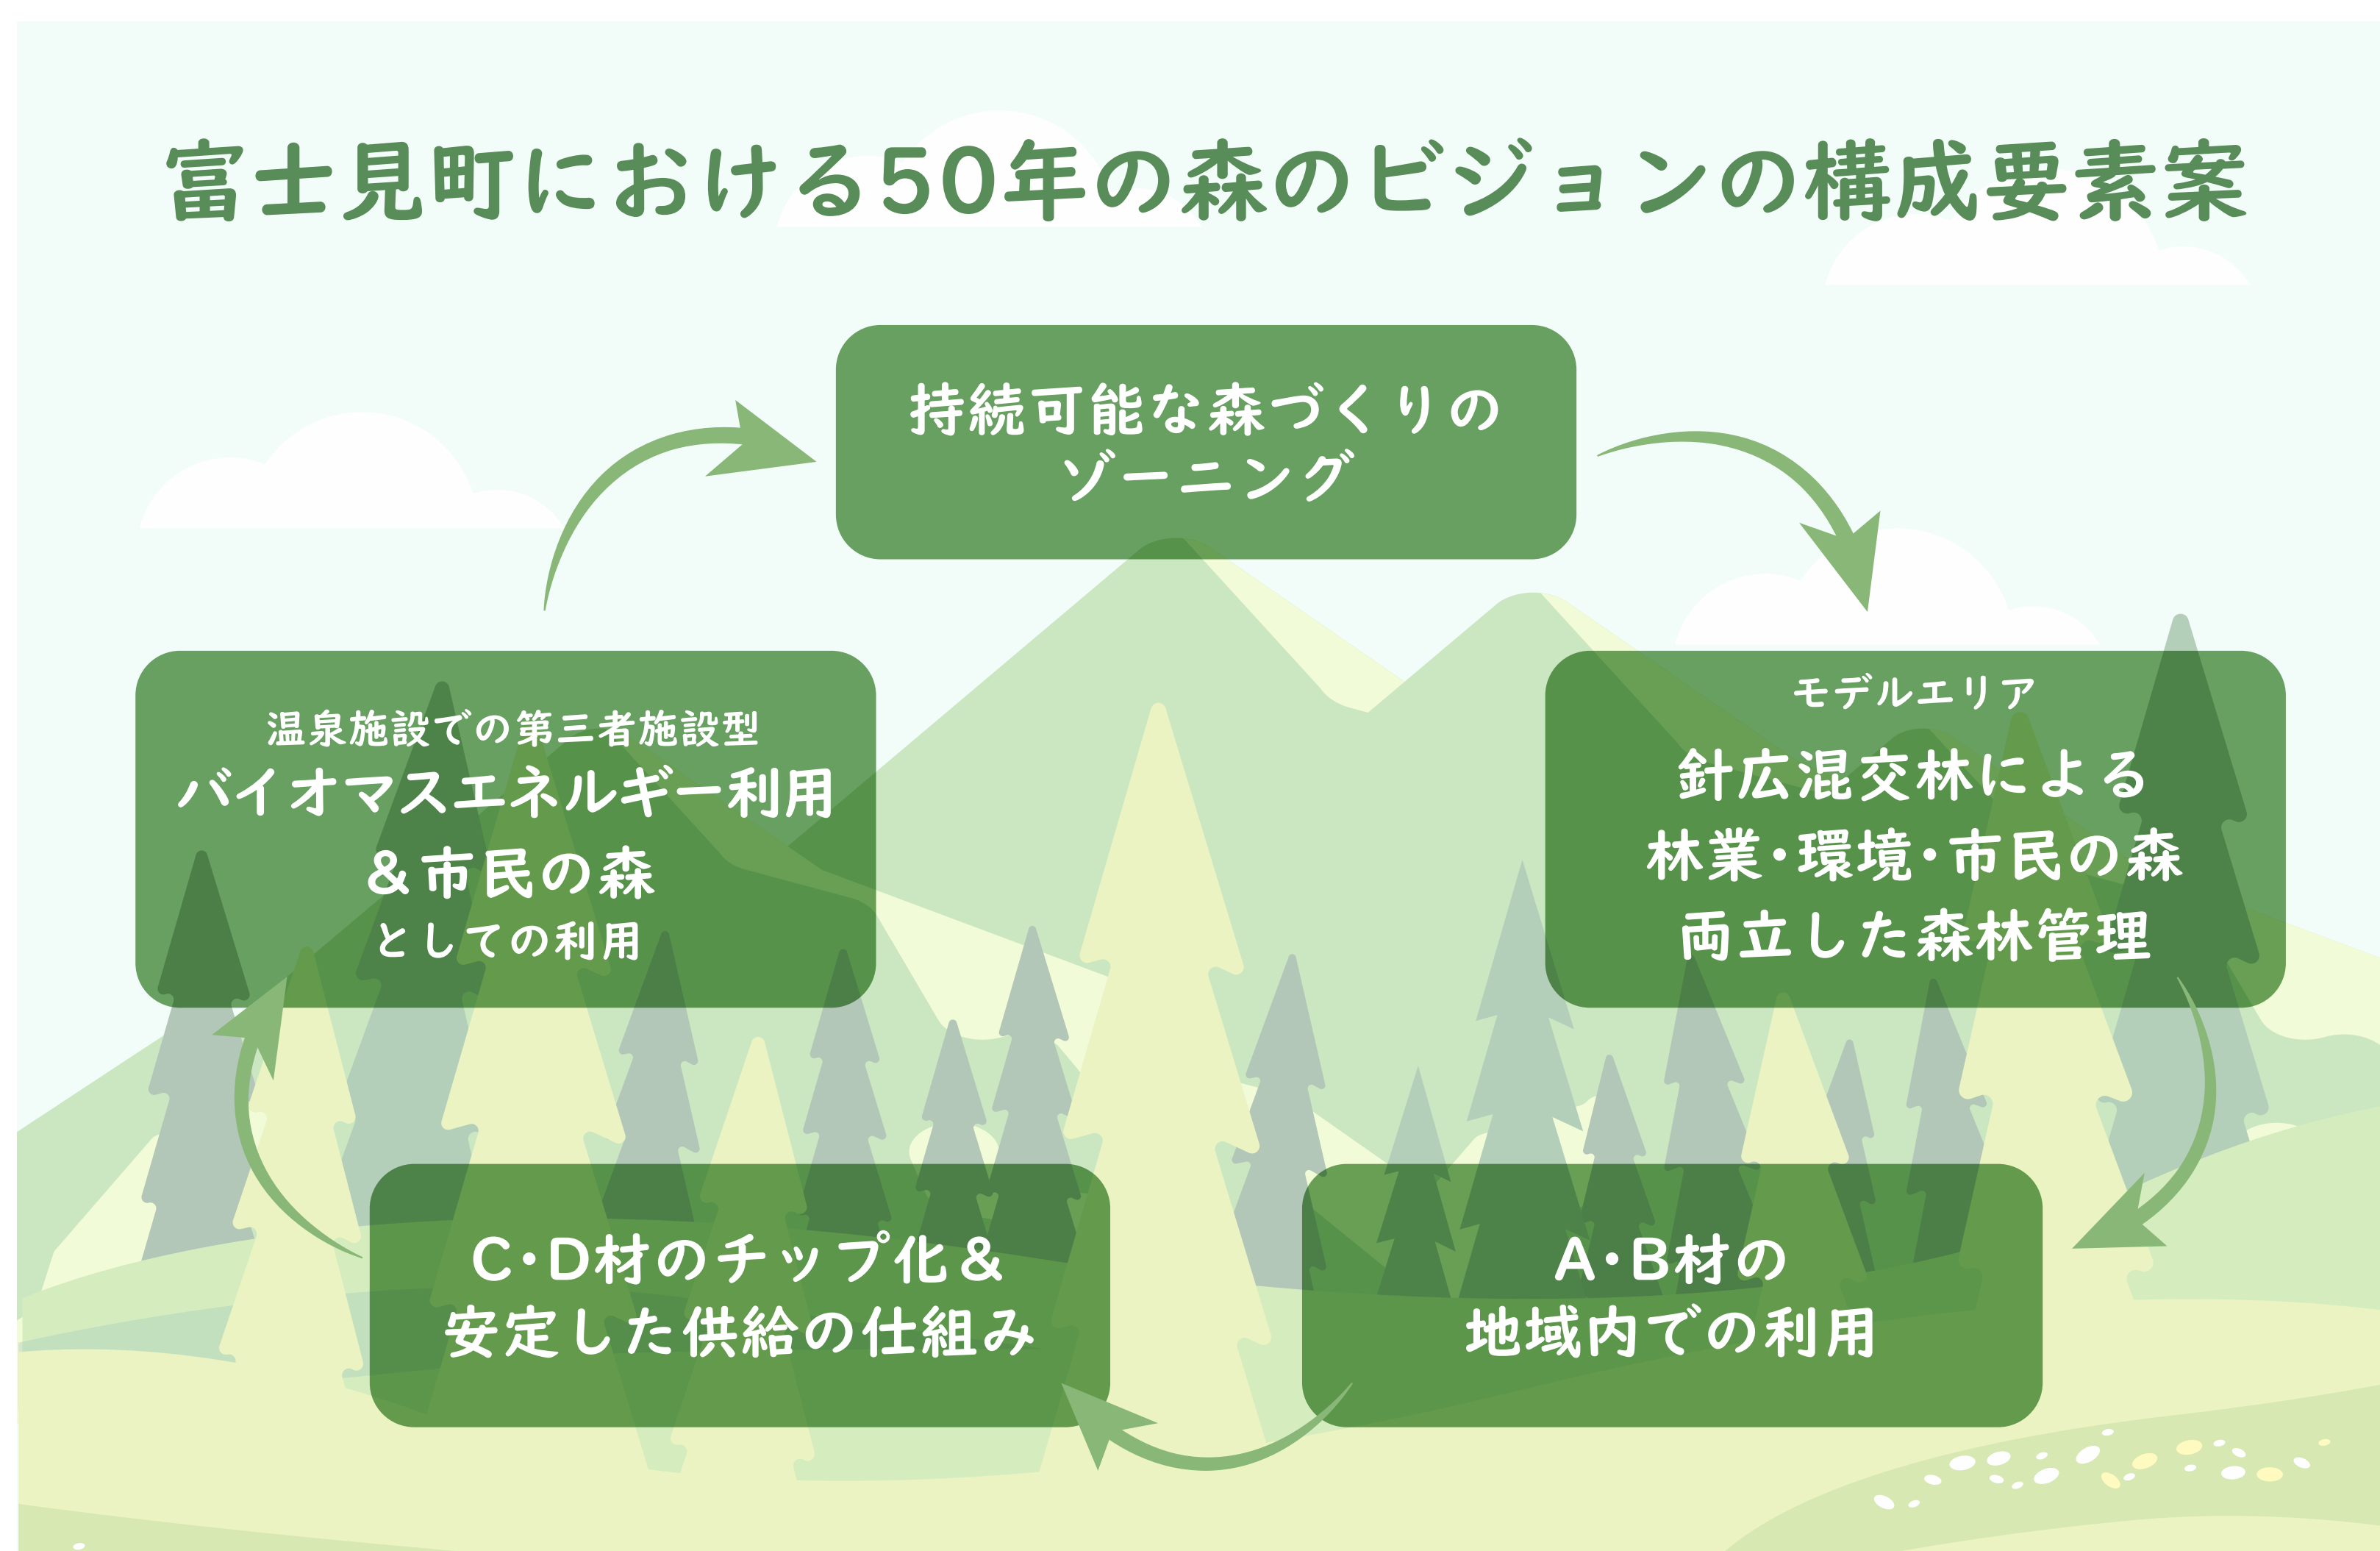 富士見町における50年の森のビジョンの構成要素案
持続可能な森づくりの
ゾーニング
モデルエリア
針広混交林による
林業・環境・市民の森
両立した森林管理
A・B材の
地域内での利用
C・D材のチップ化&
安定した供給の仕組み
温泉施設での第三者施設型
バイオマスエネルギー利用
& 市民の森
としての利用